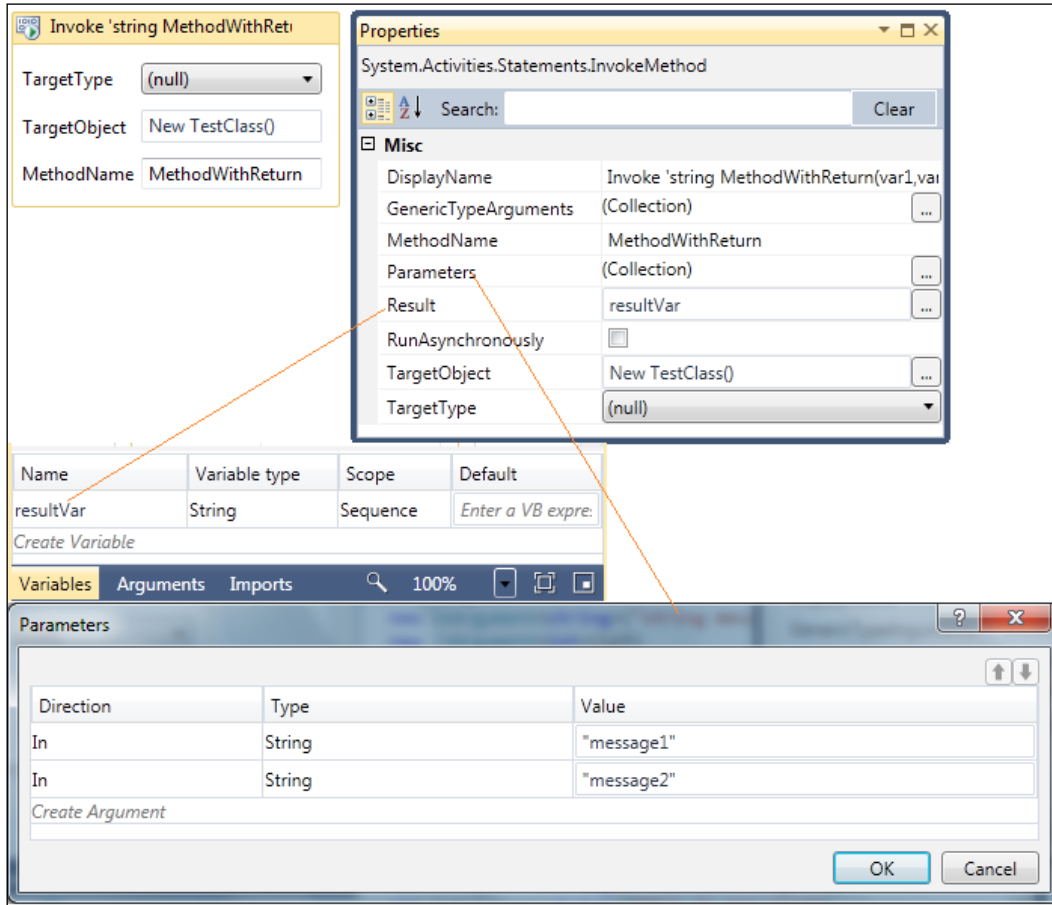 Invoke 'string MethodWithRet
TargetType (null)
TargetObject New TestClass()
MethodName MethodWithReturn
Properties
System.Activities.Statements.InvokeMethod
Search: Clear
Misc
DisplayName Invoke 'string MethodWithReturn(var1,var
GenericTypeArguments (Collection) ...
MethodName MethodWithReturn
Parameters (Collection) ...
Result resultVar ...
RunAsynchronously
TargetObject New TestClass() ...
TargetType (null)
Name Variable type Scope Default
resultVar String Sequence Enter a VB expre
Create Variable
Variables Arguments Imports 100%
Parameters
Direction Type Value
In String "message1"
In String "message2"
Create Argument
OK Cancel